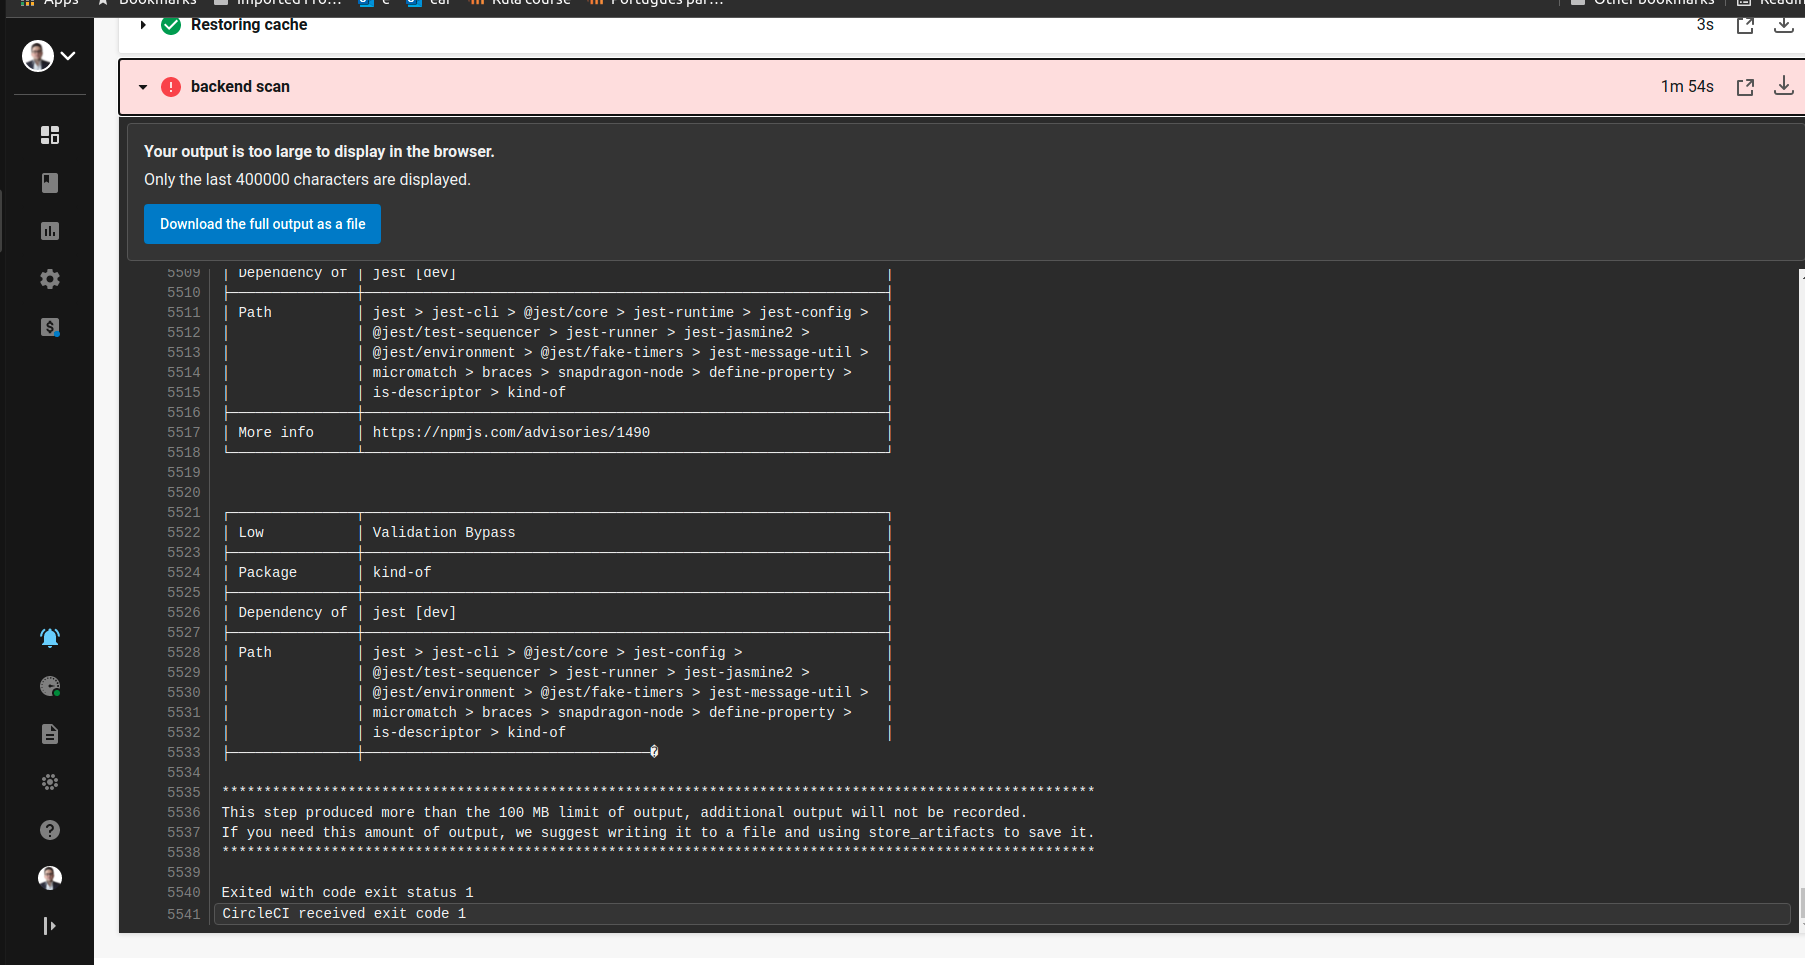 Apps Bookmarks Imported Fro... e ear Rula course Portugues par... Other bookmarks
Restoring cache 3s
backend scan 1m 54s
Your output is too large to display in the browser.
Only the last 400000 characters are displayed.
Download the full output as a file
5509 | Dependency of | jest [dev] |
5510
5511 | Path | jest > jest-cli > @jest/core > jest-runtime > jest-config > |
5512 | | @jest/test-sequencer > jest-runner > jest-jasmine2 > |
5513 | | @jest/environment > @jest/fake-timers > jest-message-util > |
5514 | | micromatch > braces > snapdragon-node > define-property > |
5515 | | is-descriptor > kind-of |
5516
5517 | More info | https://npmjs.com/advisories/1490 |
5518
5519
5520
5521
5522 | Low | Validation Bypass |
5523
5524 | Package | kind-of |
5525
5526 | Dependency of | jest [dev] |
5527
5528 | Path | jest > jest-cli > @jest/core > jest-config > |
5529 | | @jest/test-sequencer > jest-runner > jest-jasmine2 > |
5530 | | @jest/environment > @jest/fake-timers > jest-message-util > |
5531 | | micromatch > braces > snapdragon-node > define-property > |
5532 | | is-descriptor > kind-of |
5533 �
5534
5535 ********************************************************************************************************
5536 This step produced more than the 100 MB limit of output, additional output will not be recorded.
5537 If you need this amount of output, we suggest writing it to a file and using store_artifacts to save it.
5538 ********************************************************************************************************
5539
5540 Exited with code exit status 1
5541 CircleCI received exit code 1